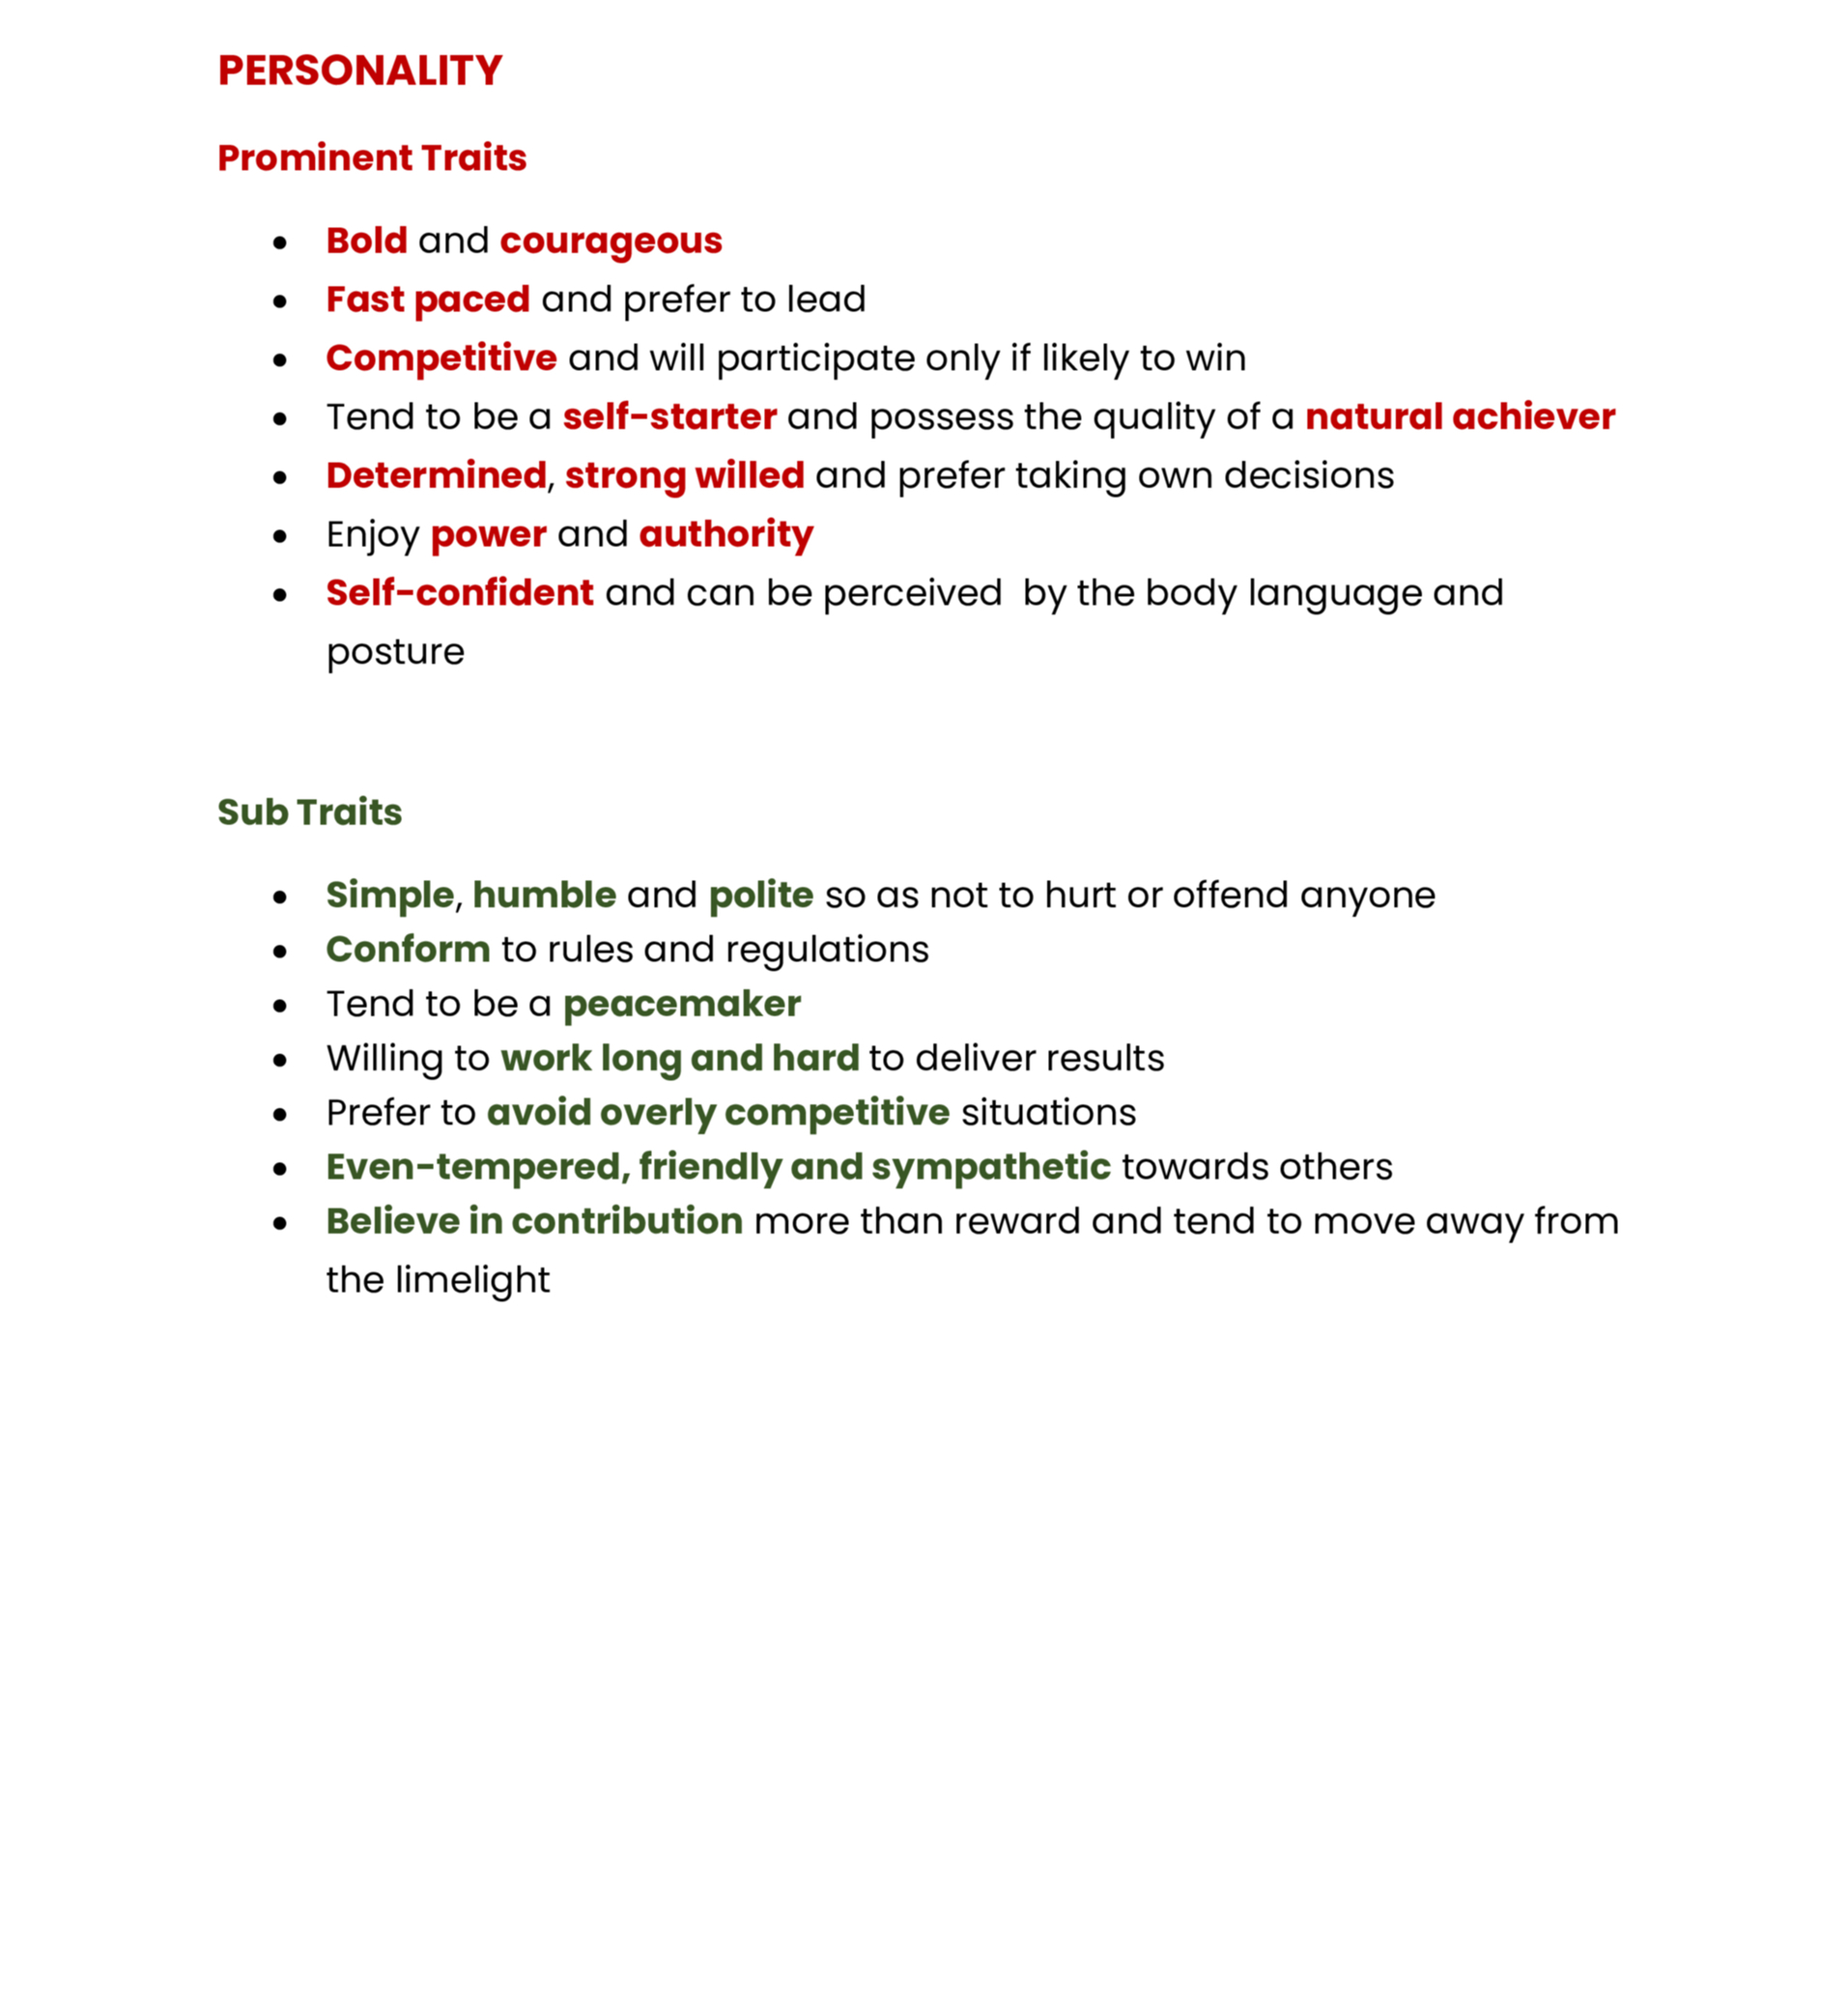 PERSONALITY
Prominent Traits
• Bold and courageous
• Fast paced and prefer to lead
• Competitive and will participate only if likely to win
• Tend to be a self-starter and possess the quality of a natural achiever
• Determined, strong willed and prefer taking own decisions
• Enjoy power and authority
• Self-confident and can be perceived  by the body language and
posture
Sub Traits
• Simple, humble and polite so as not to hurt or offend anyone
• Conform to rules and regulations
• Tend to be a peacemaker
• Willing to work long and hard to deliver results
• Prefer to avoid overly competitive situations
• Even-tempered, friendly and sympathetic towards others
• Believe in contribution more than reward and tend to move away from
the limelight